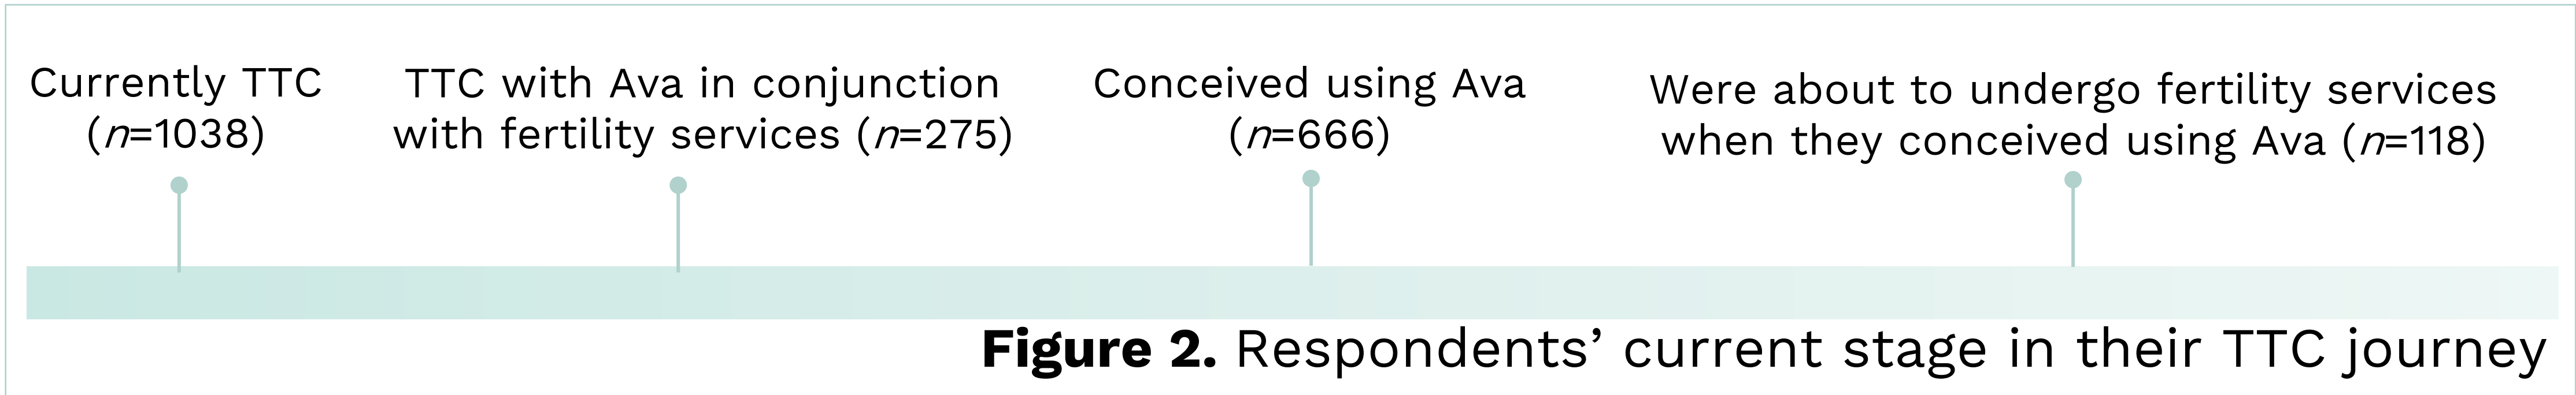 Currently TTC
(n=1038)
TTC with Ava in conjunction
with fertility services (n=275)
Conceived using Ava
(n=666)
Were about to undergo fertility services
when they conceived using Ava (n=118)
Figure 2. Respondents’ current stage in their TTC journey